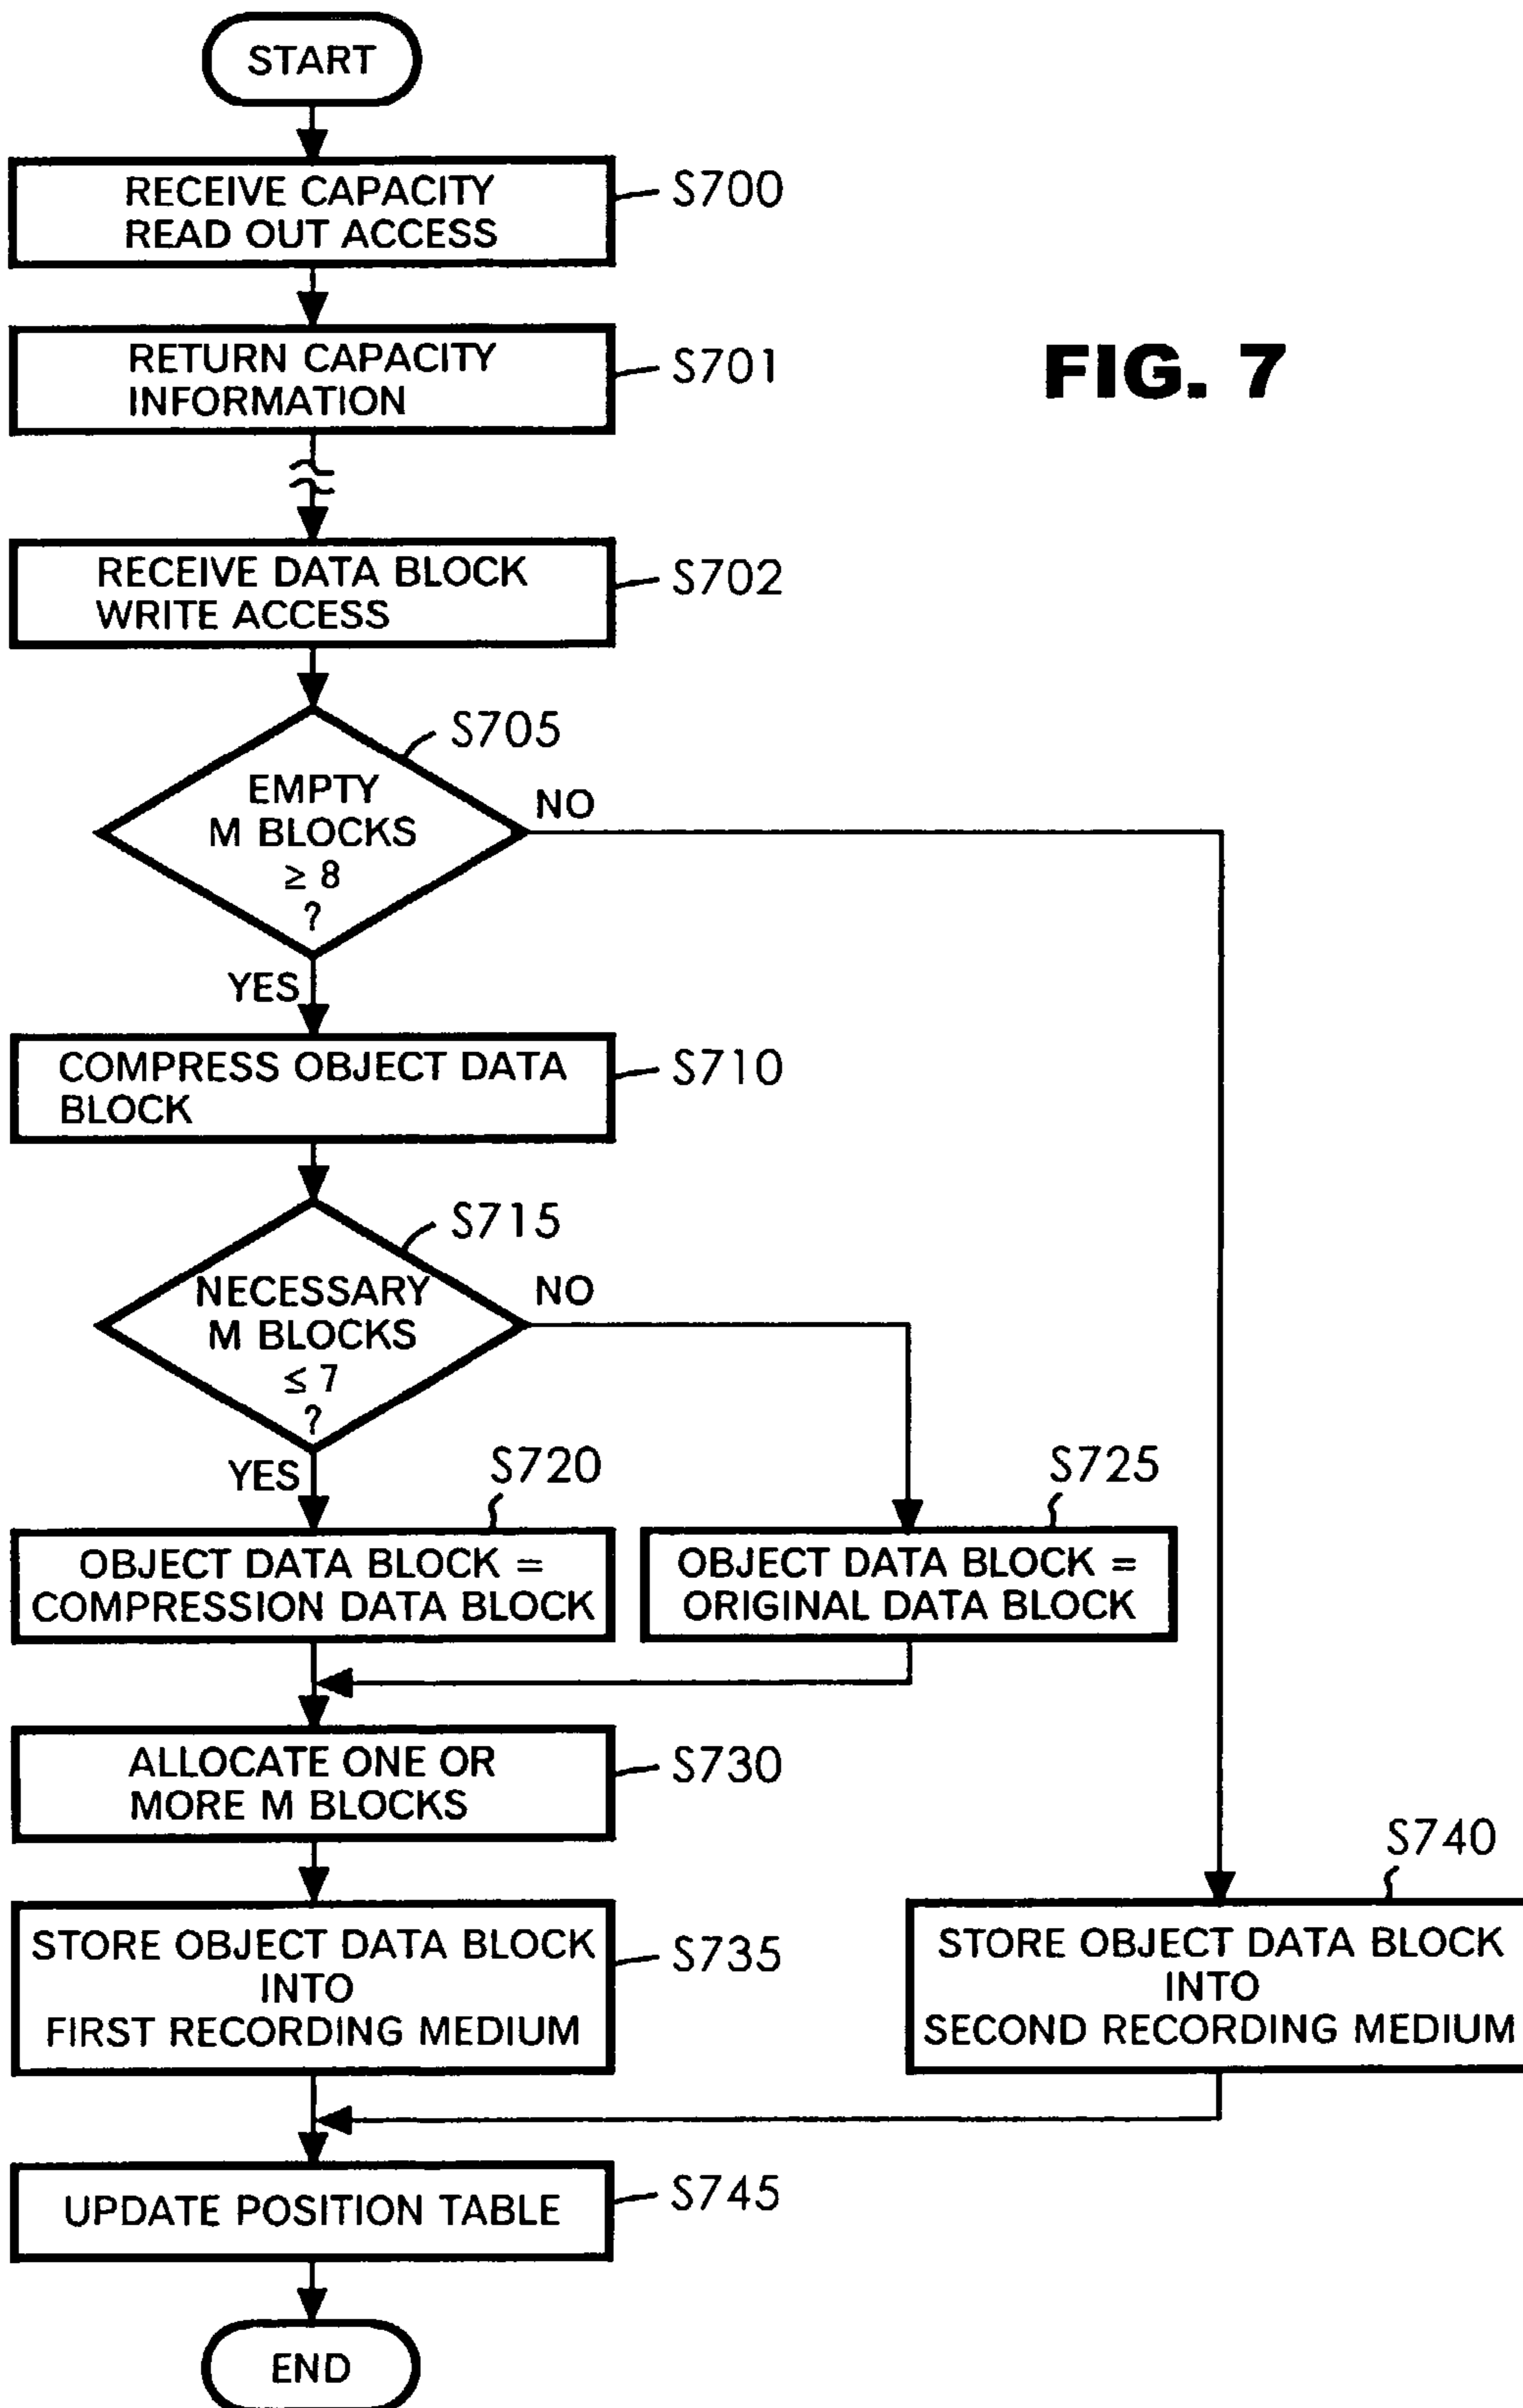 START
RECEIVE CAPACITY
READ OUT ACCESS
S700
RETURN CAPACITY
INFORMATION
S701
FIG. 7
RECEIVE DATA BLOCK
WRITE ACCESS
S702
S705
EMPTY
M BLOCKS
≥ 8
?
NO
YES
COMPRESS OBJECT DATA
BLOCK
S710
S715
NECESSARY
M BLOCKS
≤ 7
?
NO
YES
S720
S725
OBJECT DATA BLOCK =
COMPRESSION DATA BLOCK
OBJECT DATA BLOCK =
ORIGINAL DATA BLOCK
ALLOCATE ONE OR
MORE M BLOCKS
S730
S740
STORE OBJECT DATA BLOCK
INTO
FIRST RECORDING MEDIUM
S735
STORE OBJECT DATA BLOCK
INTO
SECOND RECORDING MEDIUM
UPDATE POSITION TABLE
S745
END